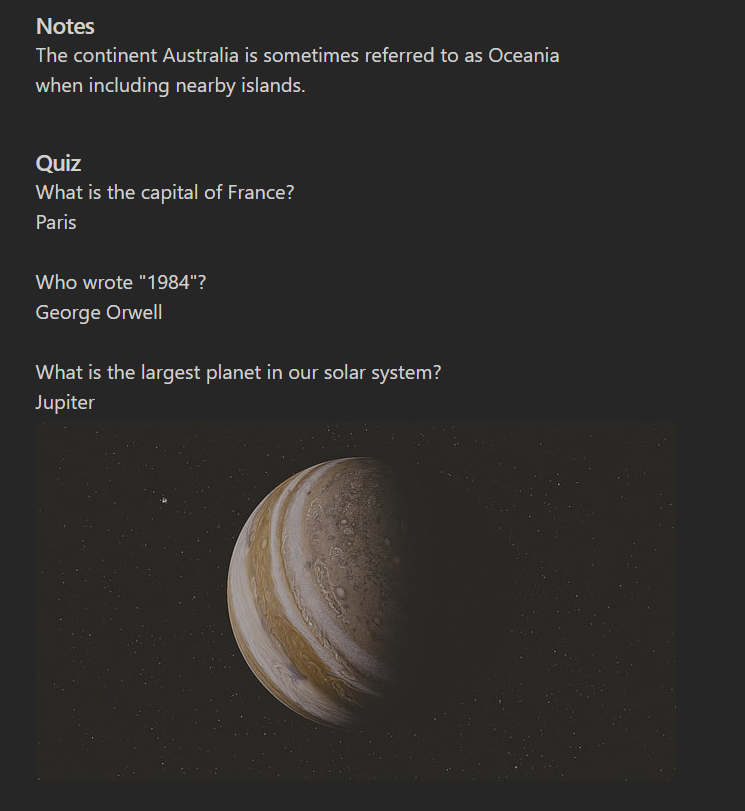 Notes
The continent Australia is sometimes referred to as Oceania
when including nearby islands.
Quiz
What is the capital of France?
Paris
Who wrote "1984"?
George Orwell
What is the largest planet in our solar system?
Jupiter